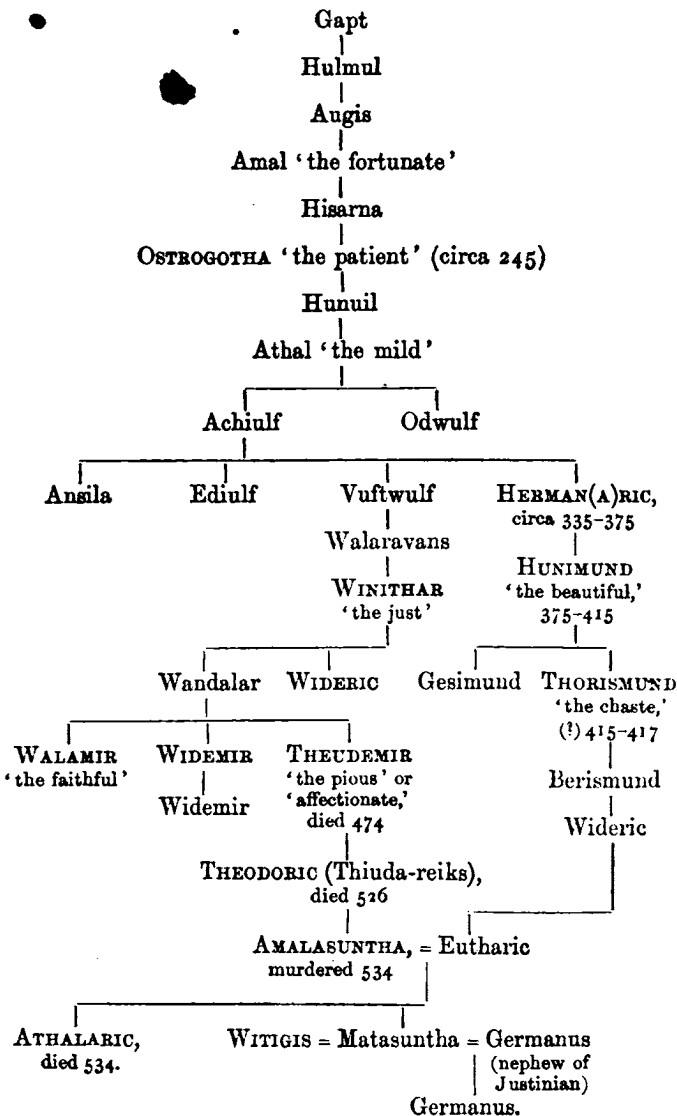 Gapt
Hulmul
Augis
Amal ‘the fortunate’
Hisarna
OSTROGOTHA ‘the patient’ (circa 245)
Hunuil
Athal ‘the mild’
Achiulf Odwulf
Ansila Ediulf Vuftwulf HERMAN(A)RIC,
circa 335–375
Walaravans
HUNIMUND
‘the beautiful,’
375–415
WINITHAR
‘the just’
Wandalar WIDERIC Gesimund THORISMUND
‘the chaste,’
(?) 415–417
WALAMIR WIDEMIR THEUDEMIR
‘the faithful’ ‘the pious’ or
‘affectionate,’
died 474
Widemir
Berismund
Wideric
THEODORIC (Thiuda-reiks),
died 526
AMALASUNTHA, = Eutharic
murdered 534
ATHALARIC, WITIGIS = Matasuntha = Germanus
died 534. (nephew of
Justinian)
Germanus.